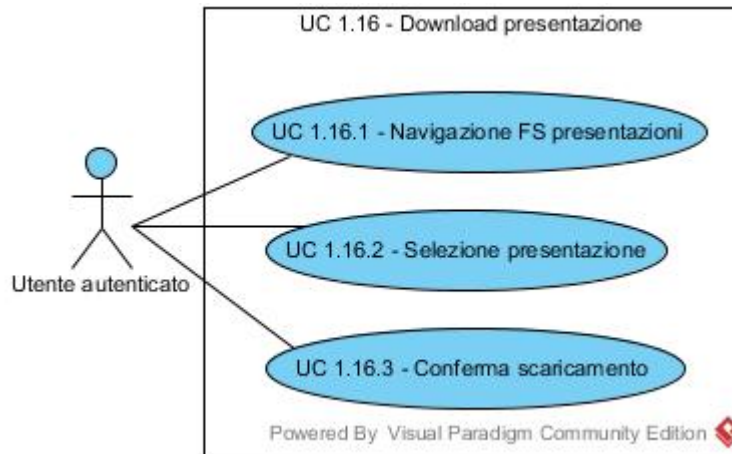 UC 1.16 - Download presentazione
UC 1.16.1 - Navigazione FS presentazioni
UC 1.16.2 - Selezione presentazione
Utente autenticato
UC 1.16.3 - Conferma scaricamento
Powered By Visual Paradigm Community Edition